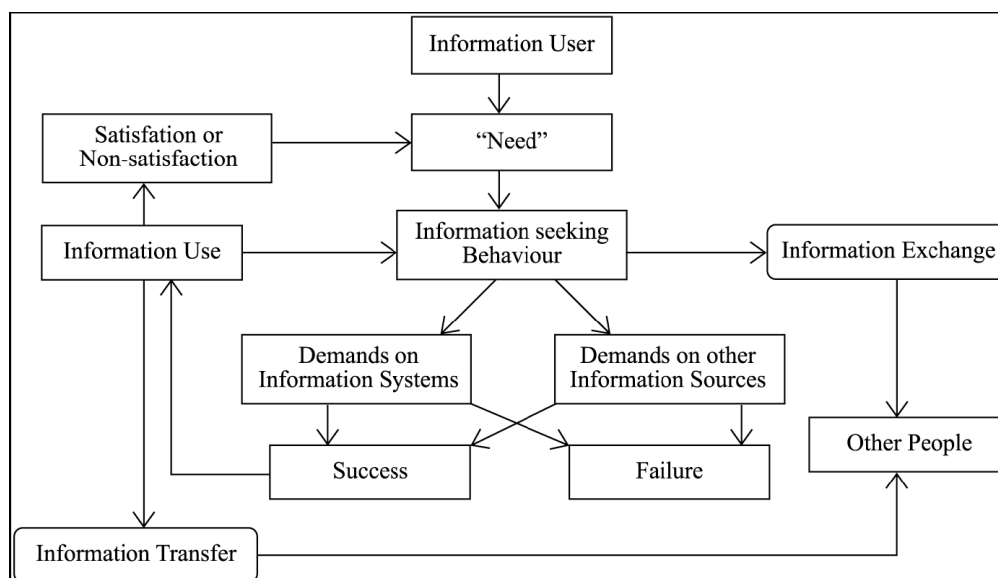 Information User
Satisfation or
Non-satisfaction
“Need”
Information Use
Information seeking
Behaviour
Information Exchange
Demands on
Information Systems
Demands on other
Information Sources
Success
Failure
Other People
Information Transfer